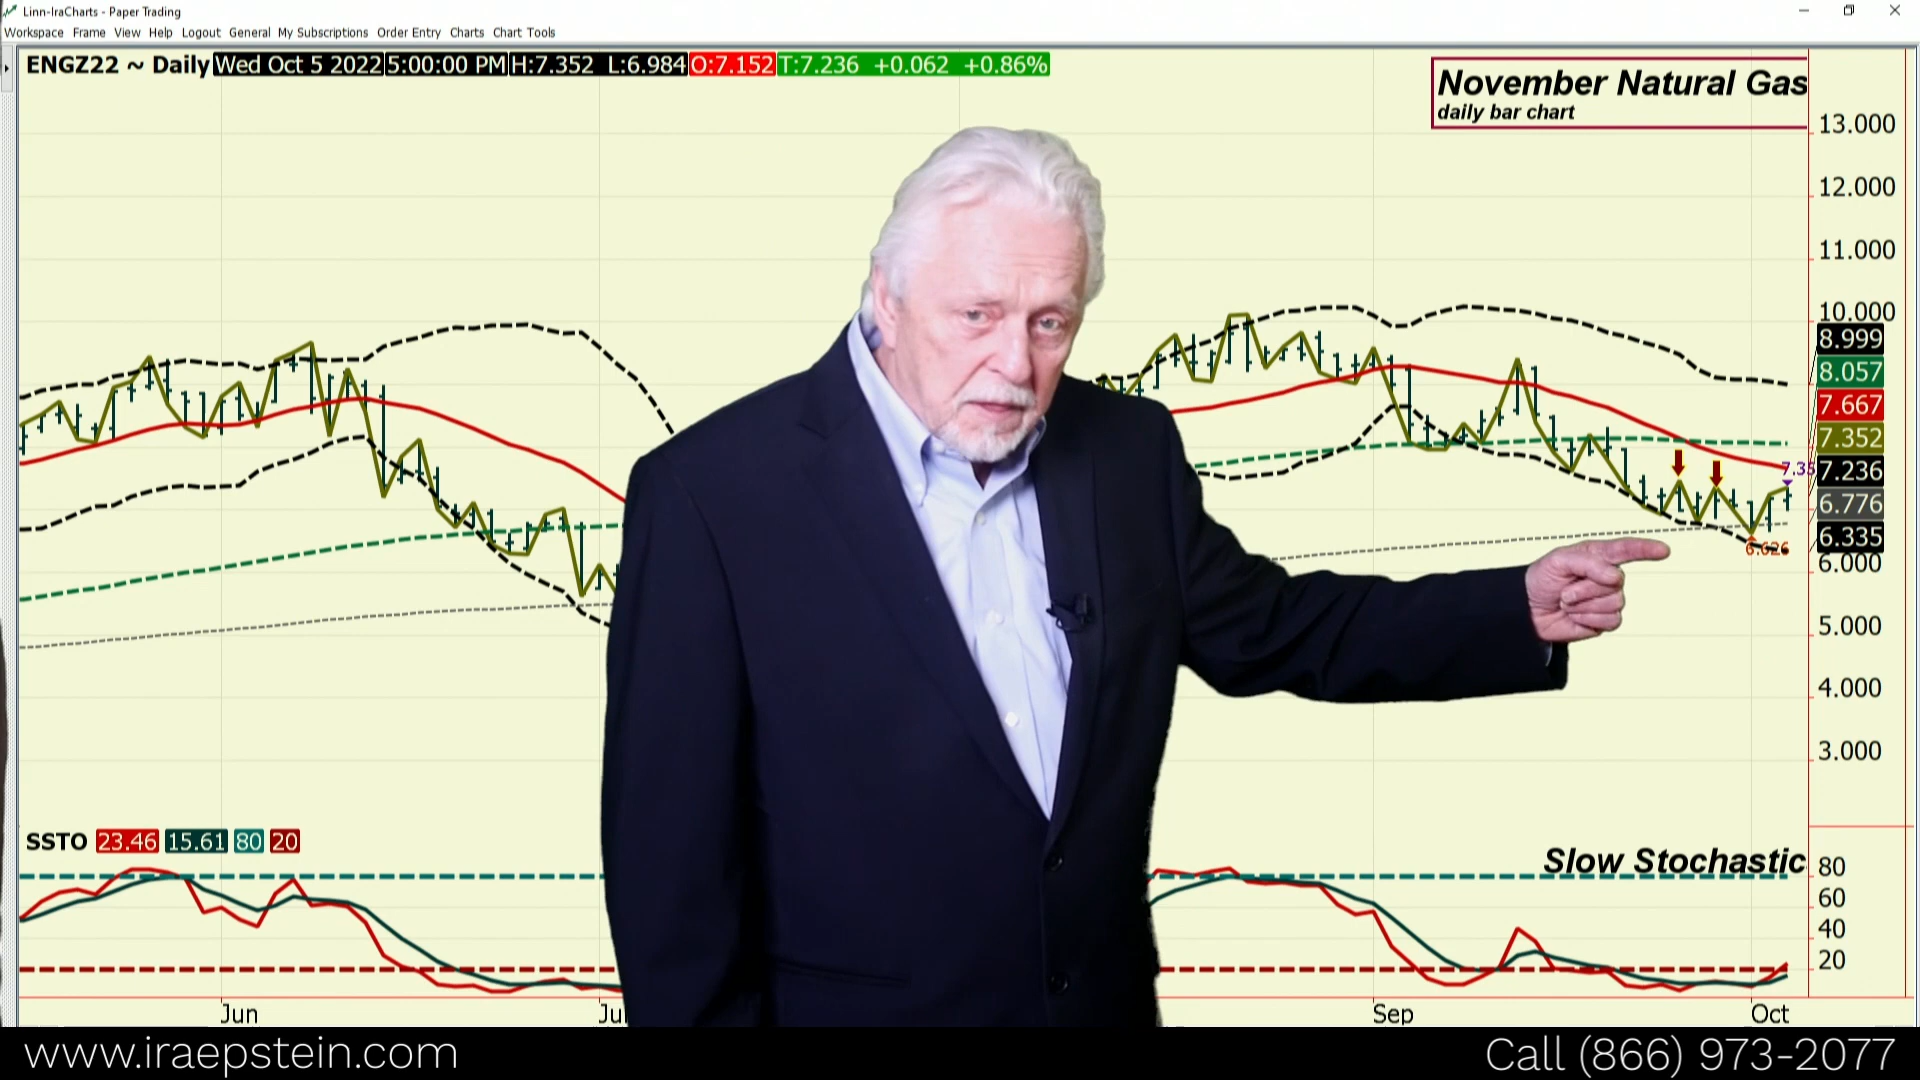 Linn-IraCharts - Paper Trading
Workspace Frame View Help Logout General My Subscriptions Order Entry Charts Chart Tools
ENGZ22 ~ Daily Wed Oct 5 2022 5:00:00 PM H:7.352 L:6.984 O:7.152 T:7.236 +0.062 +0.86%
November Natural Gas
daily bar chart
13.000
12.000
11.000
10.000
8.999
8.057
7.667
7.352
7.236
6.776
6.335
6.000
5.000
4.000
3.000
7.35
6.626
SSTO 23.46 15.61 80 20
Slow Stochastic
80
60
40
20
Jun Jul Sep Oct
www.iraepstein.com
Call (866) 973-2077